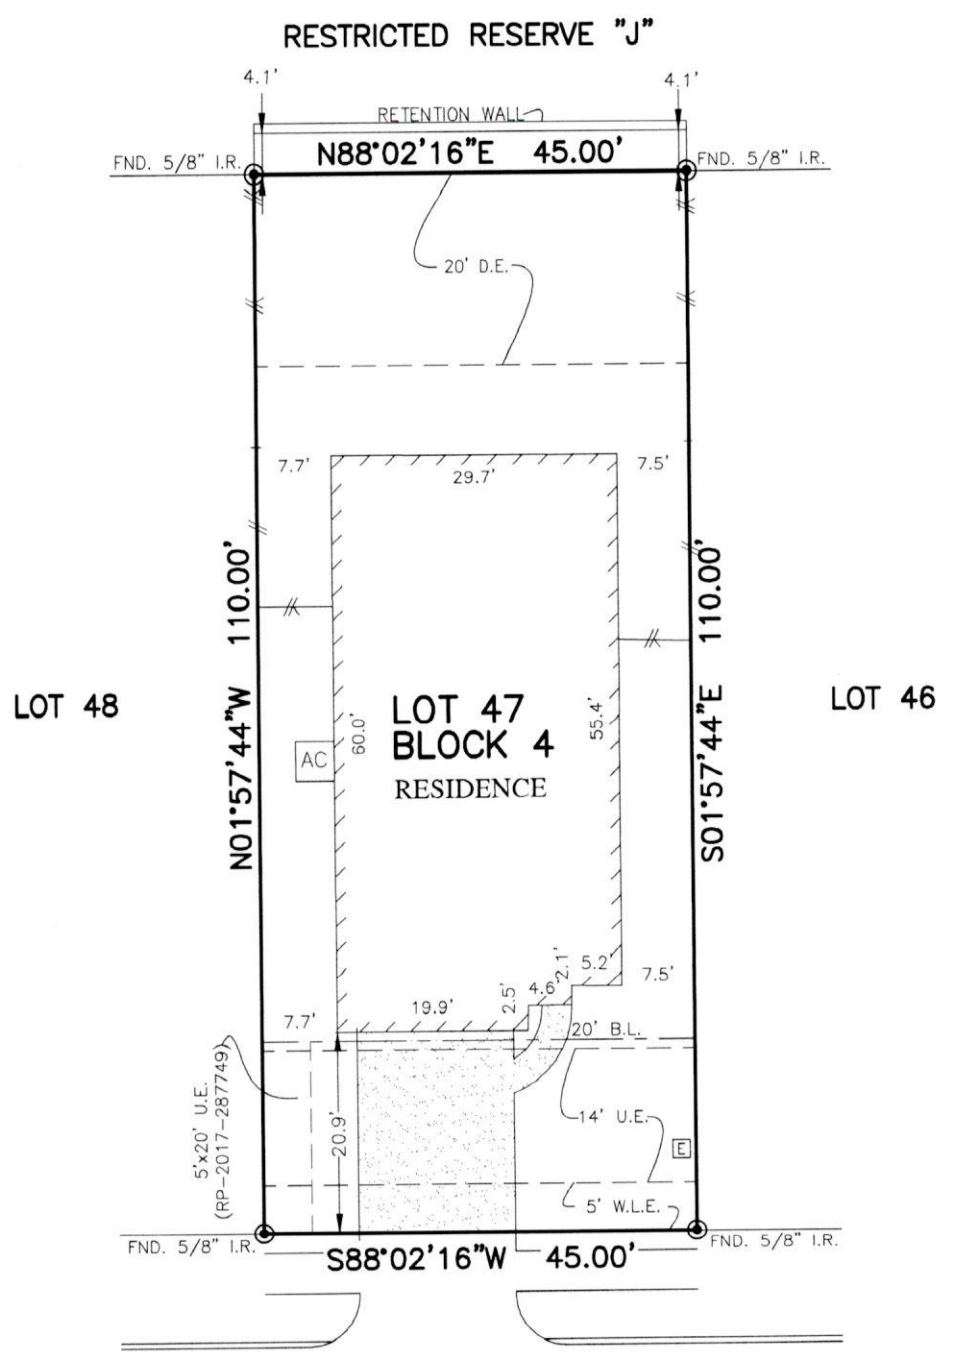 RESTRICTED RESERVE "J"
4.1'
4.1'
RETENTION WALL
FND. 5/8" I.R.
N88°02'16"E 45.00'
FND. 5/8" I.R.
20' D.E.
7.7'
29.7'
7.5'
N01°57'44"W 110.00'
S01°57'44"E 110.00'
LOT 48
LOT 47
BLOCK 4
RESIDENCE
LOT 46
60.0'
55.4'
AC
2.1'
5.2'
7.5'
4.6'
2.5'
19.9'
7.7'
20' B.L.
5'x20' U.E.
(RP-2017-287749)
20.9'
14' U.E.
E
5' W.L.E.
FND. 5/8" I.R.
S88°02'16"W 45.00'
FND. 5/8" I.R.